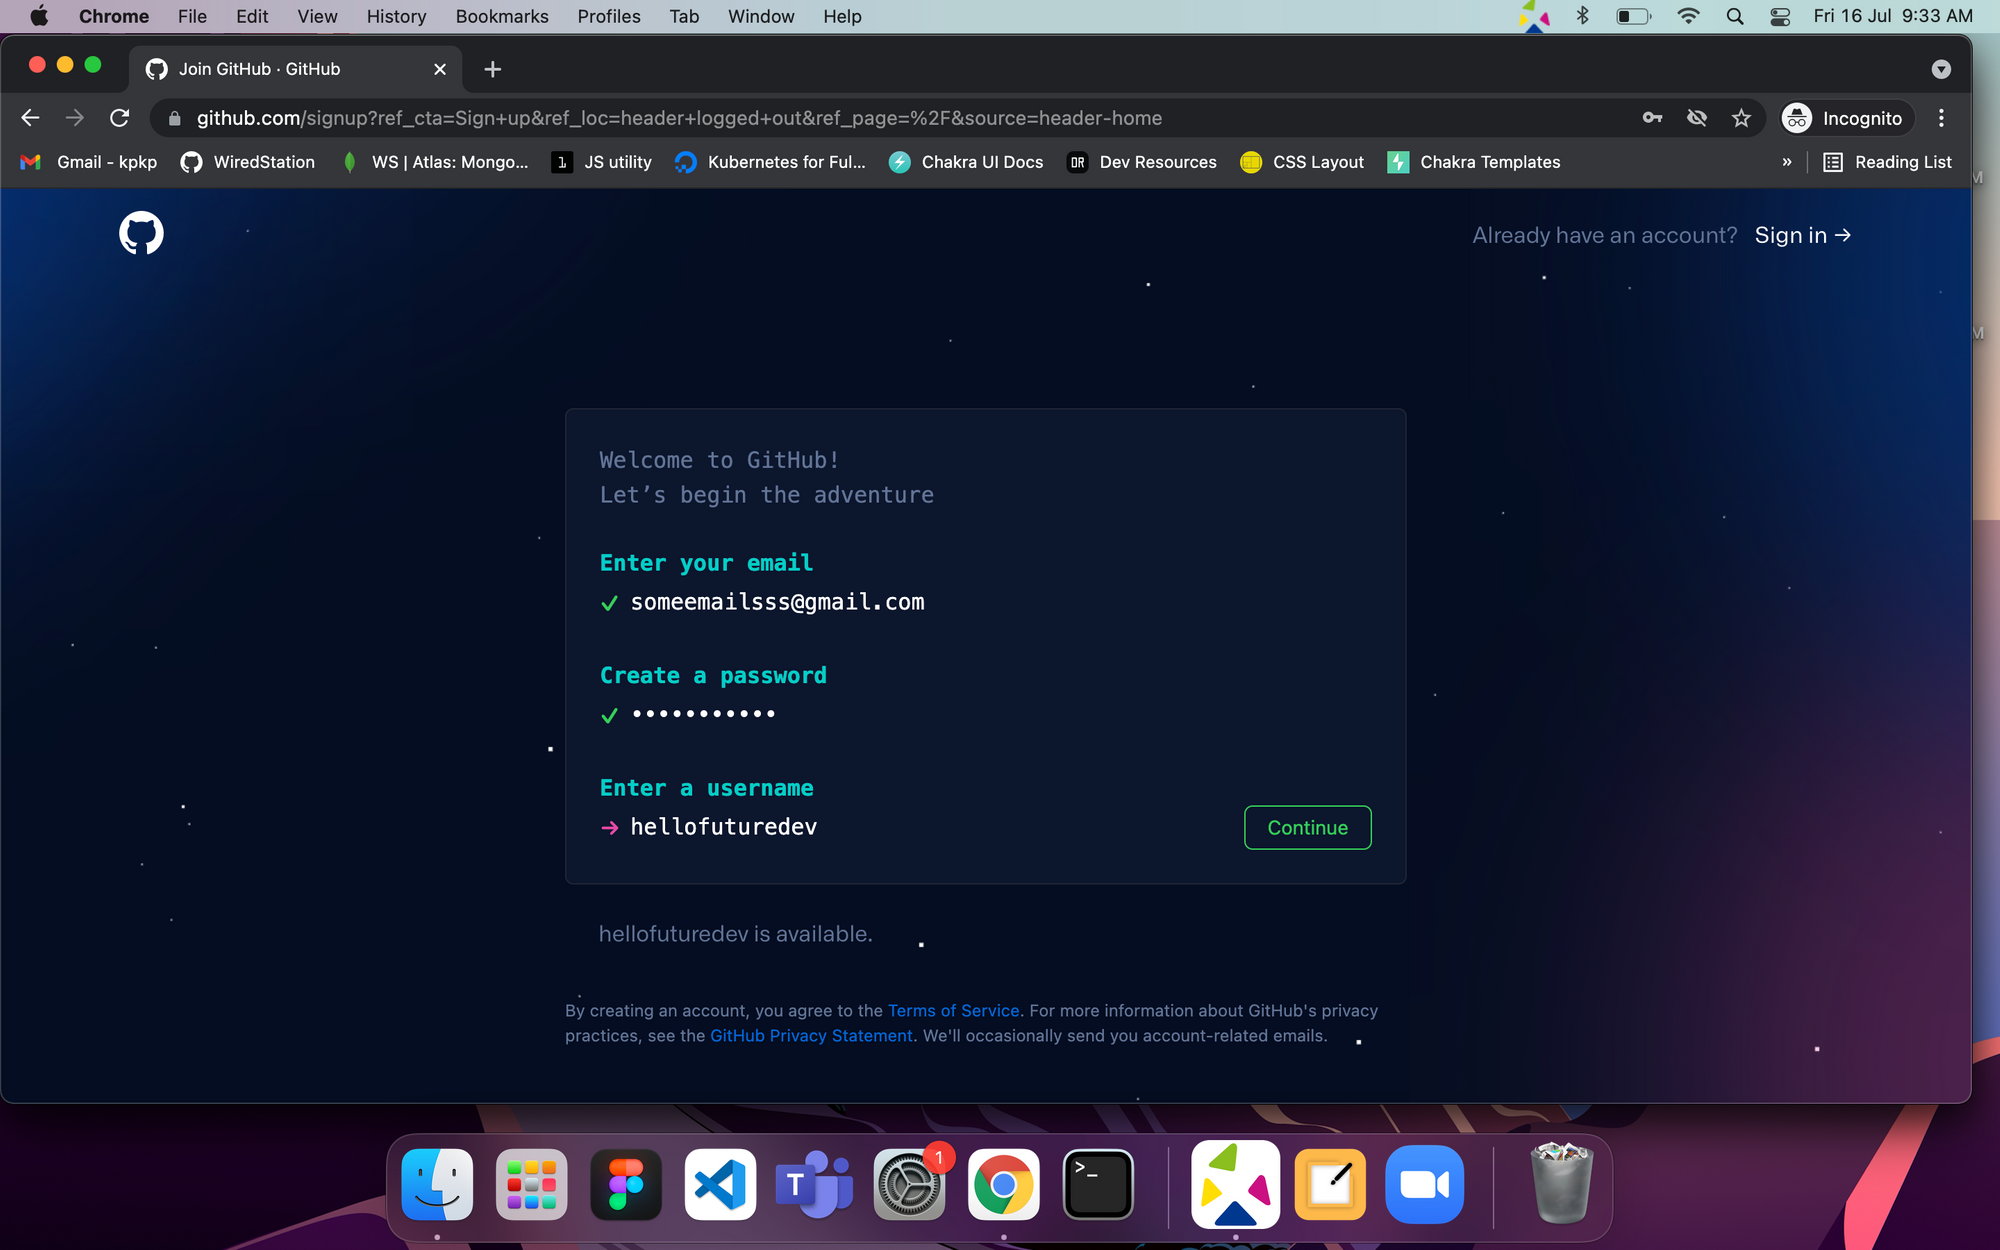 Chrome File Edit View History Bookmarks Profiles Tab Window Help Fri 16 Jul 9:33 AM
Join GitHub · GitHub
github.com/signup?ref_cta=Sign+up&ref_loc=header+logged+out&ref_page=%2F&source=header-home Incognito
Gmail - kpkp WiredStation WS | Atlas: Mongo... 1 JS utility Kubernetes for Ful... Chakra UI Docs DR Dev Resources CSS Layout Chakra Templates » Reading List
Already have an account? Sign in →
Welcome to GitHub!
Let’s begin the adventure
Enter your email
✓ someemailsss@gmail.com
Create a password
✓ •••••••••••
Enter a username
→ hellofuturedev Continue
hellofuturedev is available.
By creating an account, you agree to the Terms of Service. For more information about GitHub's privacy
practices, see the GitHub Privacy Statement. We'll occasionally send you account-related emails.
T 1 >_